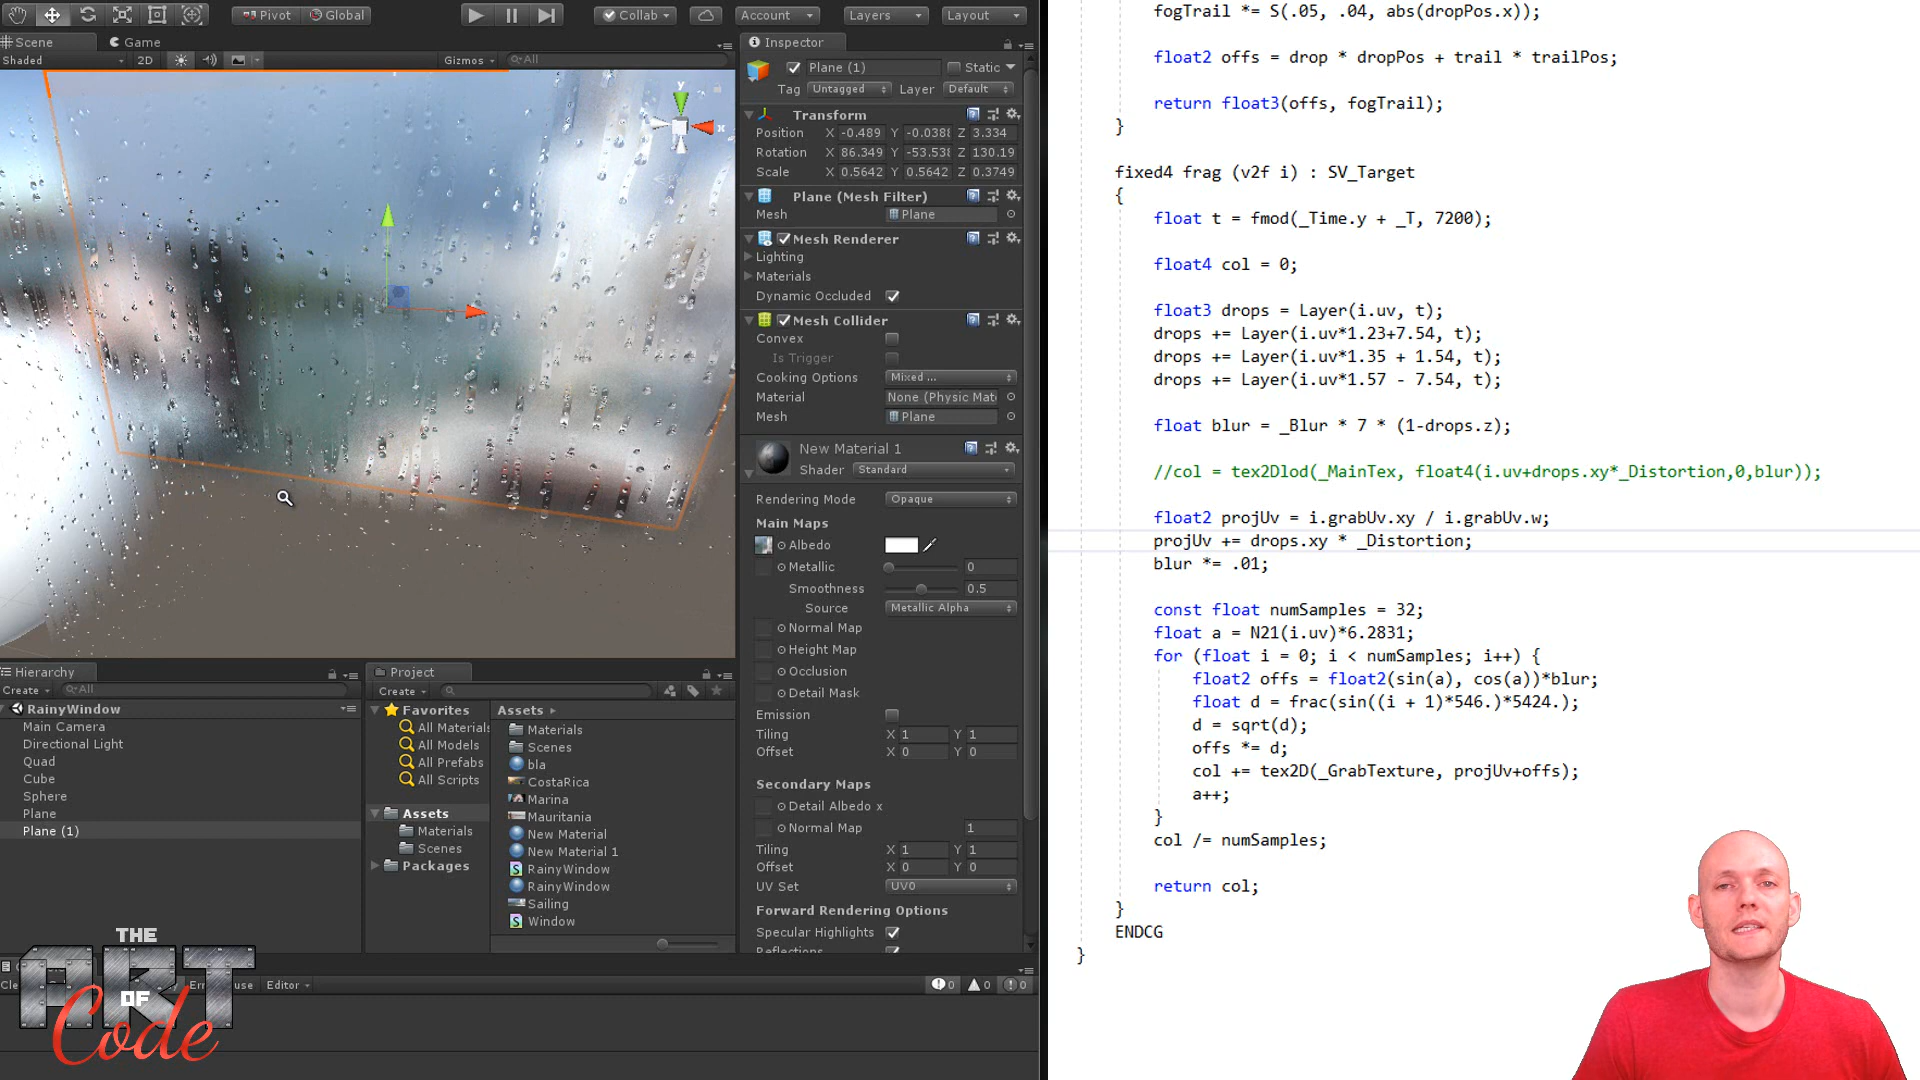 Pivot Global Collab Account Layers Layout
Scene Game
Shaded 2D Gizmos All
Inspector
Plane (1) Static
Tag Untagged Layer Default
Transform
Position X -0.489 Y -0.038 Z 3.334
Rotation X 86.349 Y -53.538 Z 130.19
Scale X 0.5642 Y 0.5642 Z 0.3749
Plane (Mesh Filter)
Mesh Plane
Mesh Renderer
Lighting
Materials
Dynamic Occluded
Mesh Collider
Convex
Is Trigger
Cooking Options Mixed ...
Material None (Physic Mat
Mesh Plane
New Material 1
Shader Standard
Rendering Mode Opaque
Main Maps
Albedo
Metallic 0
Smoothness 0.5
Source Metallic Alpha
Normal Map
Height Map
Occlusion
Detail Mask
Emission
Tiling X 1 Y 1
Offset X 0 Y 0
Secondary Maps
Detail Albedo x
Normal Map 1
Tiling X 1 Y 1
Offset X 0 Y 0
UV Set UV0
Forward Rendering Options
Specular Highlights
Reflections
y
x
Hierarchy
Create All
RainyWindow
Main Camera
Directional Light
Quad
Cube
Sphere
Plane
Plane (1)
Project
Create
Favorites
All Materials
All Models
All Prefabs
All Scripts
Assets
Materials
Scenes
Packages
Assets
Materials
Scenes
bla
CostaRica
Marina
Mauritania
New Material
New Material 1
RainyWindow
RainyWindow
Sailing
Window
Editor
0 0 0
THE
ART
OF
Code
fogTrail *= S(.05, .04, abs(dropPos.x));
float2 offs = drop * dropPos + trail * trailPos;
return float3(offs, fogTrail);
}
fixed4 frag (v2f i) : SV_Target
{
float t = fmod(_Time.y + _T, 7200);
float4 col = 0;
float3 drops = Layer(i.uv, t);
drops += Layer(i.uv*1.23+7.54, t);
drops += Layer(i.uv*1.35 + 1.54, t);
drops += Layer(i.uv*1.57 - 7.54, t);
float blur = _Blur * 7 * (1-drops.z);
//col = tex2Dlod(_MainTex, float4(i.uv+drops.xy*_Distortion,0,blur));
float2 projUv = i.grabUv.xy / i.grabUv.w;
projUv += drops.xy * _Distortion;
blur *= .01;
const float numSamples = 32;
float a = N21(i.uv)*6.2831;
for (float i = 0; i < numSamples; i++) {
float2 offs = float2(sin(a), cos(a))*blur;
float d = frac(sin((i + 1)*546.)*5424.);
d = sqrt(d);
offs *= d;
col += tex2D(_GrabTexture, projUv+offs);
a++;
}
col /= numSamples;
return col;
}
ENDCG
}